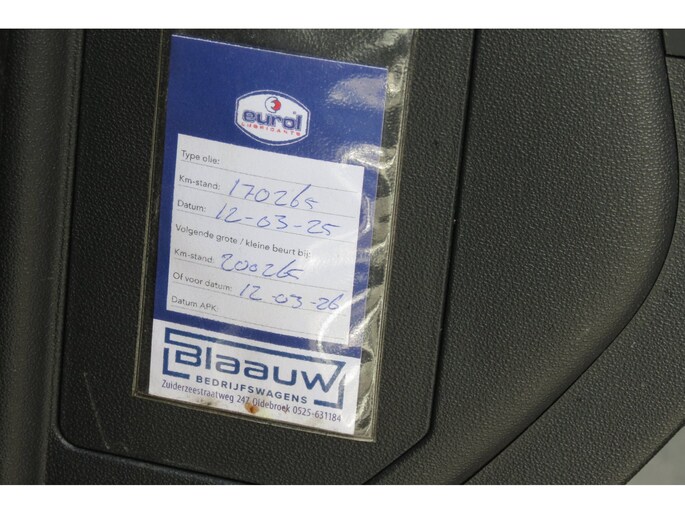 eurol
LUBRICANTS
Type olie:
Km-stand: 170265
Datum: 12-03-25
Volgende grote / kleine beurt bij:
Km-stand: 200265
Of voor datum: 12-03-26
Datum APK:
Blaauw
BEDRIJFSWAGENS
Zuiderzeestraatweg 247 Oldebroek 0525-631184